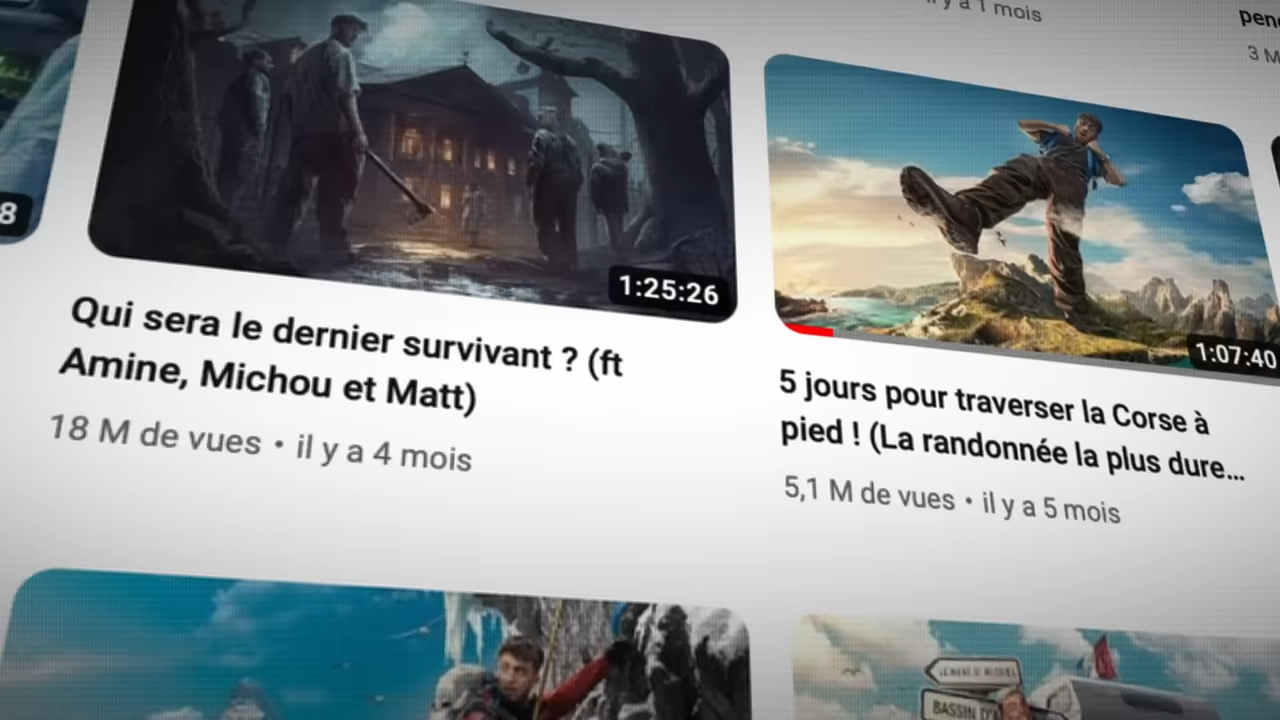 il y a 1 mois
3 M
8
1:25:26
1:07:40
Qui sera le dernier survivant ? (ft
Amine, Michou et Matt)
18 M de vues • il y a 4 mois
5 jours pour traverser la Corse à
pied ! (La randonnée la plus dure...
5,1 M de vues • il y a 5 mois
BASSIN D'